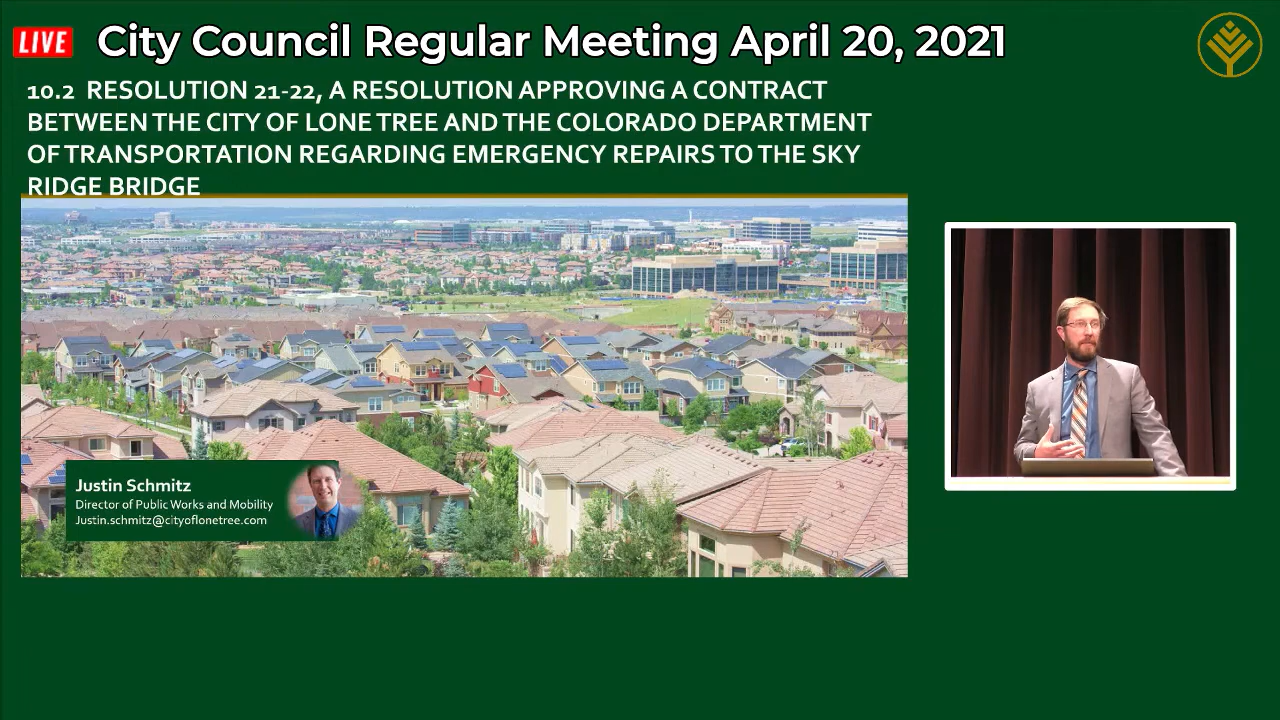 LIVE City Council Regular Meeting April 20, 2021
10.2 RESOLUTION 21-22, A RESOLUTION APPROVING A CONTRACT
BETWEEN THE CITY OF LONE TREE AND THE COLORADO DEPARTMENT
OF TRANSPORTATION REGARDING EMERGENCY REPAIRS TO THE SKY
RIDGE BRIDGE
Justin Schmitz
Director of Public Works and Mobility
Justin.schmitz@cityoflonetree.com